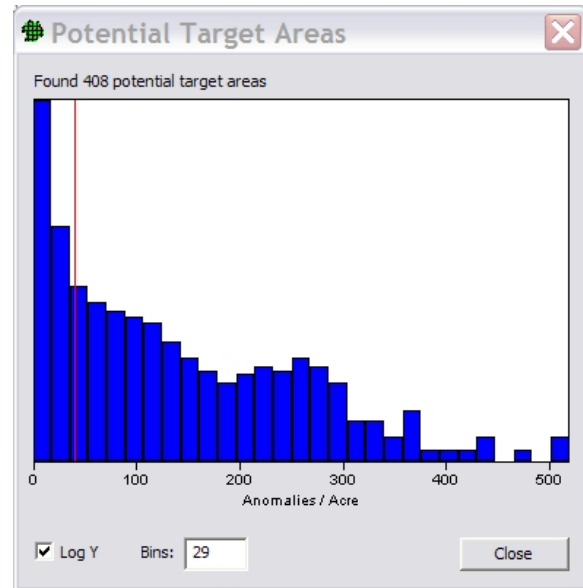 Potential Target Areas
Found 408 potential target areas
0 100 200 300 400 500
Anomalies / Acre
Log Y Bins: 29 Close